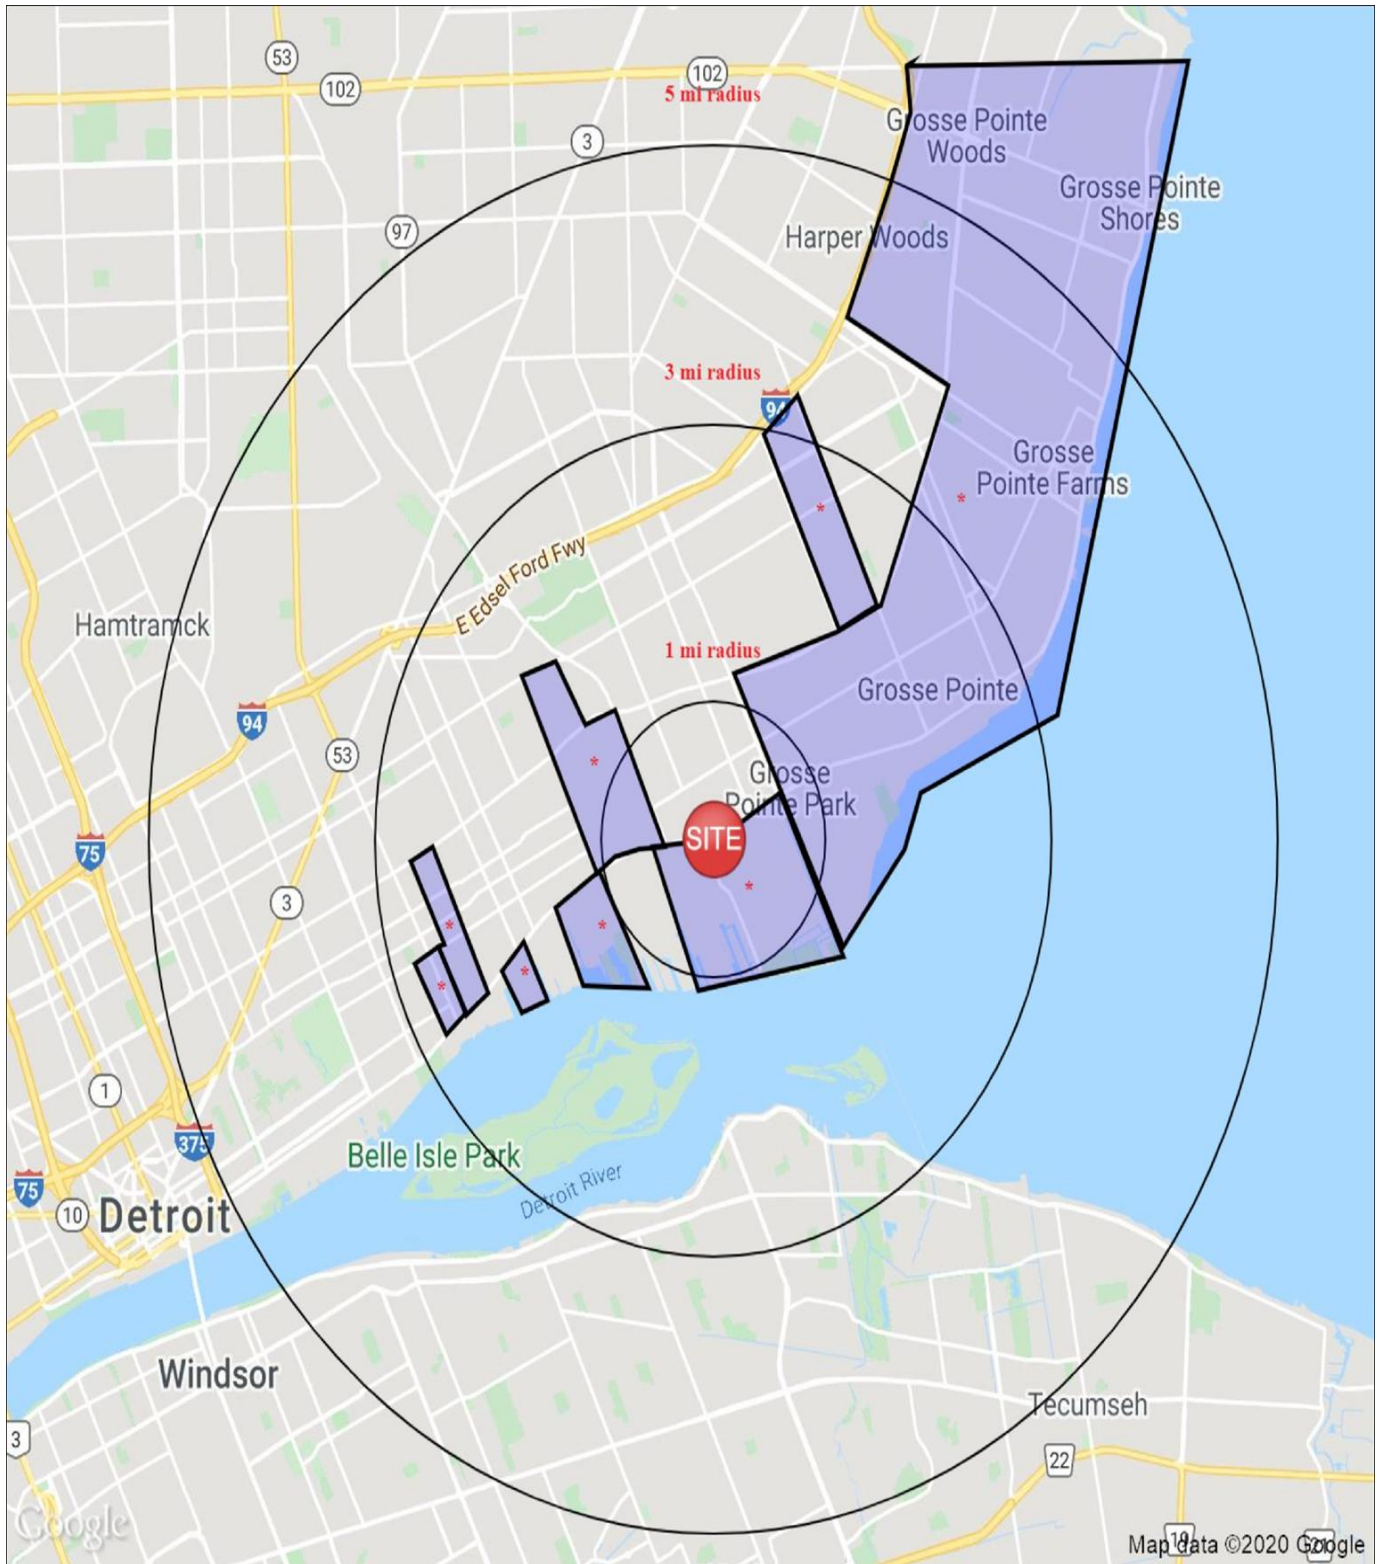 53
102
102
5 mi radius
Grosse Pointe
Woods
3
Grosse Pointe
Shores
97
Harper Woods
3 mi radius
94
Grosse
Pointe Farms
*
*
E Edsel Ford Fwy
Hamtramck
1 mi radius
Grosse Pointe
94
53
*
Grosse
Pointe Park
SITE
75
*
3
*
*
*
*
1
375
Belle Isle Park
75
Detroit River
10
Detroit
Windsor
Tecumseh
3
22
Google
19
Map data ©2020 Google